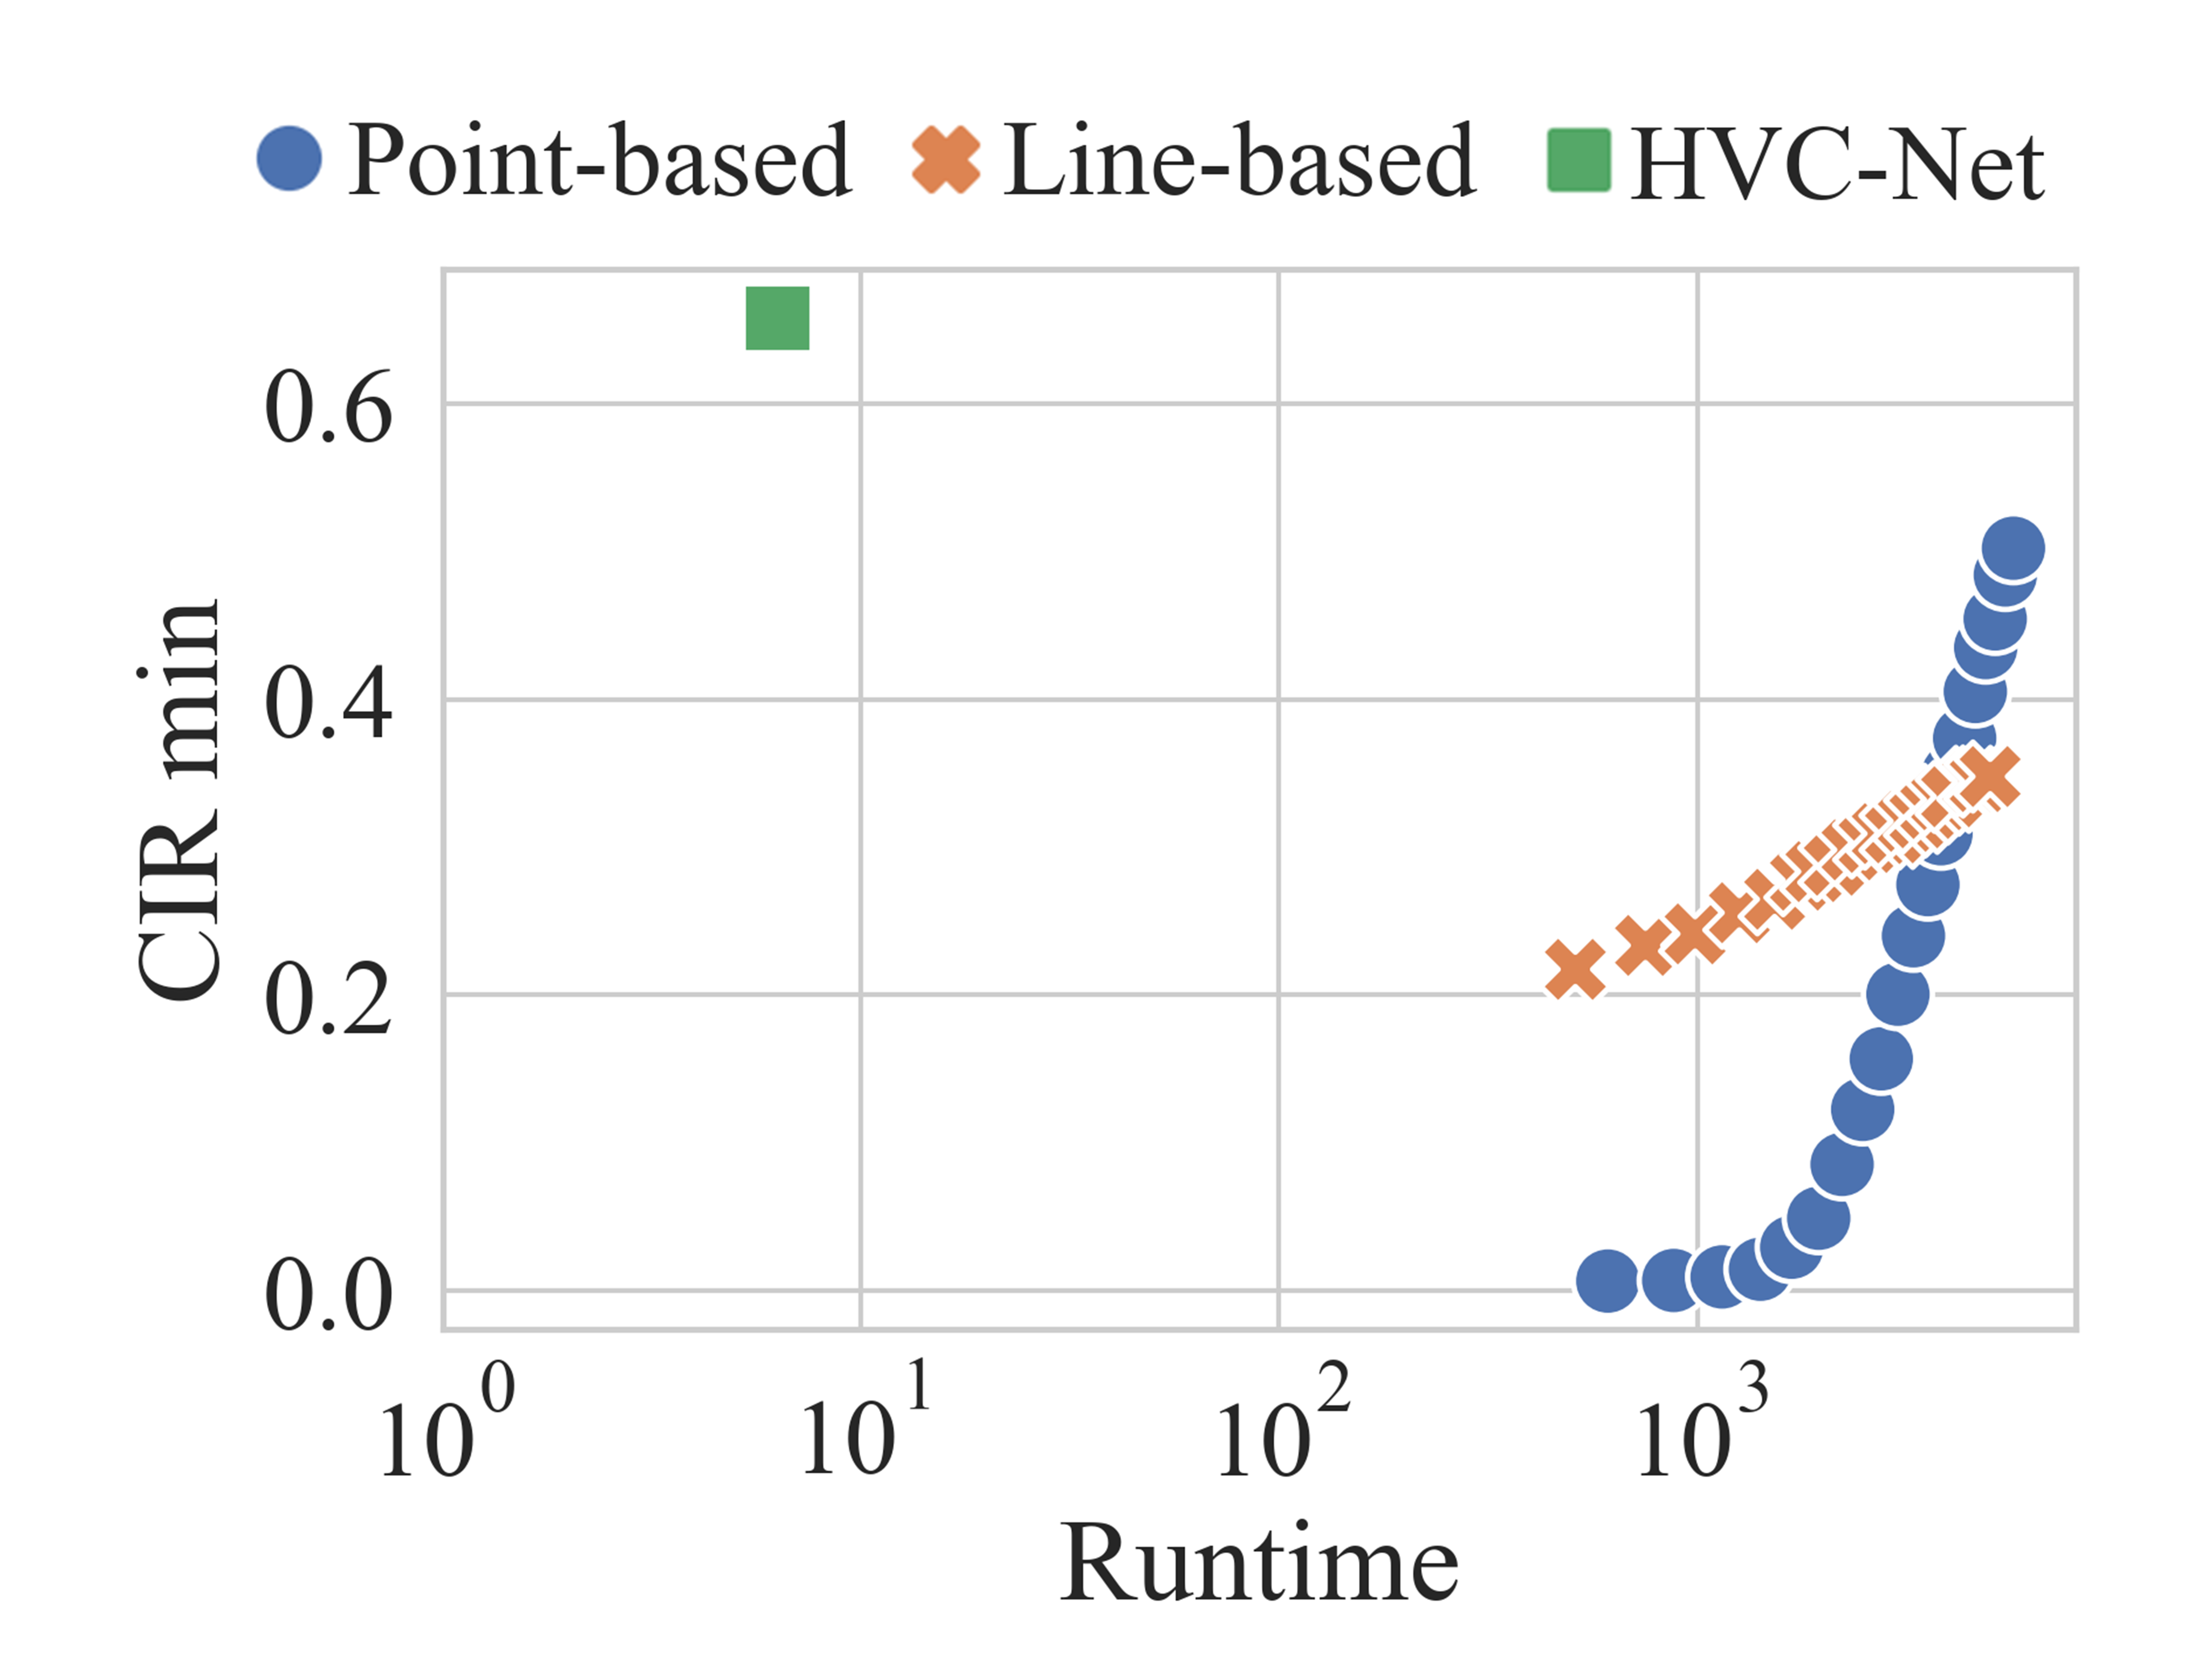 Point-based Line-based HVC-Net
0.6
0.4
0.2
0.0
CIR min
10^0 10^1 10^2 10^3
Runtime